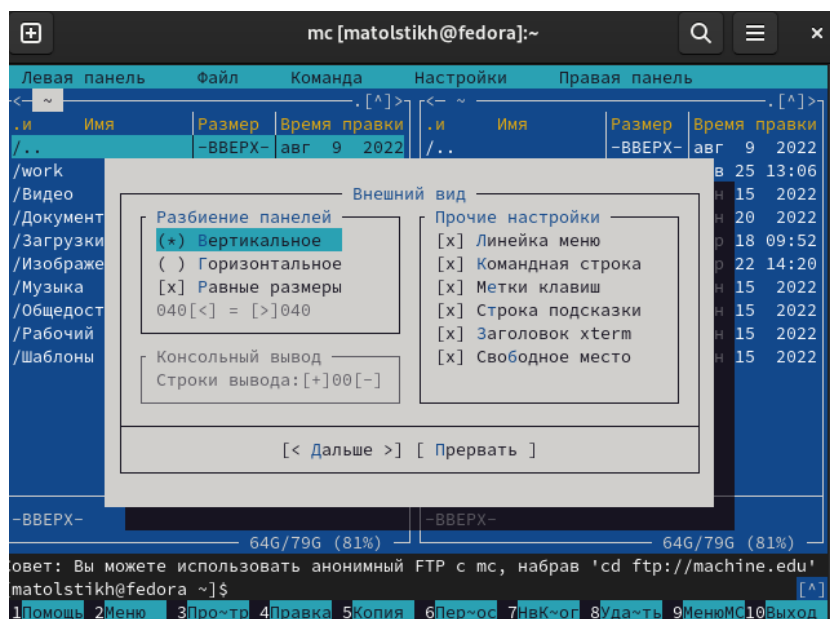 mc [matolstikh@fedora]:~
Левая панель Файл Команда Настройки Правая панель
<— ~ .[^]> <— ~ .[^]>
.и Имя Размер Время правки .и Имя Размер Время правки
/.. -ВВЕРХ- авг 9 2022 /.. -ВВЕРХ- авг 9 2022
/work в 25 13:06
/Видео н 15 2022
Внешний вид
/Документ н 20 2022
Разбиение панелей Прочие настройки
/Загрузки (*) Вертикальное [x] Линейка меню р 18 09:52
/Изображе ( ) Горизонтальное [x] Командная строка р 22 14:20
/Музыка [x] Равные размеры [x] Метки клавиш н 15 2022
/Общедост 040[<] = [>]040 [x] Строка подсказки н 15 2022
/Рабочий [x] Заголовок xterm н 15 2022
/Шаблоны Консольный вывод [x] Свободное место н 15 2022
Строки вывода:[+]00[-]
[< Дальше >] [ Прервать ]
-ВВЕРХ- -ВВЕРХ-
64G/79G (81%) 64G/79G (81%)
Совет: Вы можете использовать анонимный FTP с mc, набрав 'cd ftp://machine.edu'
[matolstikh@fedora ~]$ [^]
1Помощь 2Меню 3Про~тр 4Правка 5Копия 6Пер~ос 7НвК~ог 8Уда~ть 9МенюMC 10Выход